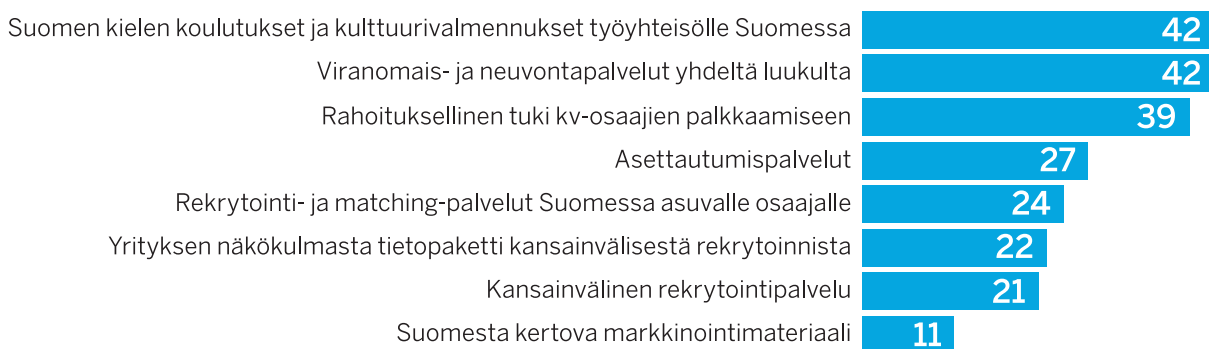 Suomen kielen koulutukset ja kulttuurivalmennukset työyhteisölle Suomessa 42
Viranomais- ja neuvontapalvelut yhdeltä luukulta 42
Rahoituksellinen tuki kv-osaajien palkkaamiseen 39
Asettautumispalvelut 27
Rekrytointi- ja matching-palvelut Suomessa asuvalle osaajalle 24
Yrityksen näkökulmasta tietopaketti kansainvälisestä rekrytoinnista 22
Kansainvälinen rekrytointipalvelu 21
Suomesta kertova markkinointimateriaali 11